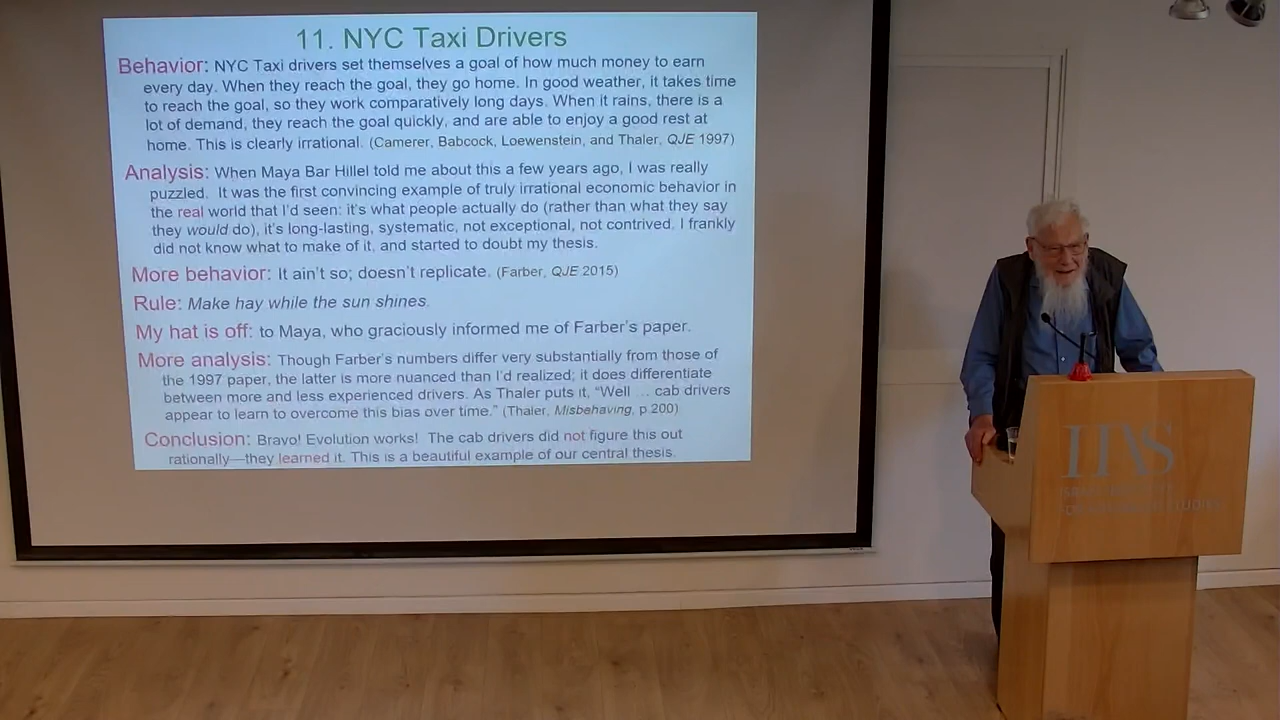 11. NYC Taxi Drivers
Behavior: NYC Taxi drivers set themselves a goal of how much money to earn
every day. When they reach the goal, they go home. In good weather, it takes time
to reach the goal, so they work comparatively long days. When it rains, there is a
lot of demand, they reach the goal quickly, and are able to enjoy a good rest at
home. This is clearly irrational. (Camerer, Babcock, Loewenstein, and Thaler, QJE 1997)
Analysis: When Maya Bar Hillel told me about this a few years ago, I was really
puzzled. It was the first convincing example of truly irrational economic behavior in
the real world that I'd seen: it's what people actually do (rather than what they say
they would do), it's long-lasting, systematic, not exceptional, not contrived. I frankly
did not know what to make of it, and started to doubt my thesis.
More behavior: It ain't so; doesn't replicate. (Farber, QJE 2015)
Rule: Make hay while the sun shines.
My hat is off: to Maya, who graciously informed me of Farber's paper.
More analysis: Though Farber's numbers differ very substantially from those of
the 1997 paper, the latter is more nuanced than I'd realized; it does differentiate
between more and less experienced drivers. As Thaler puts it, "Well ... cab drivers
appear to learn to overcome this bias over time." (Thaler, Misbehaving, p 200)
Conclusion: Bravo! Evolution works! The cab drivers did not figure this out
rationally—they learned it. This is a beautiful example of our central thesis.
IIAS
STUDIES